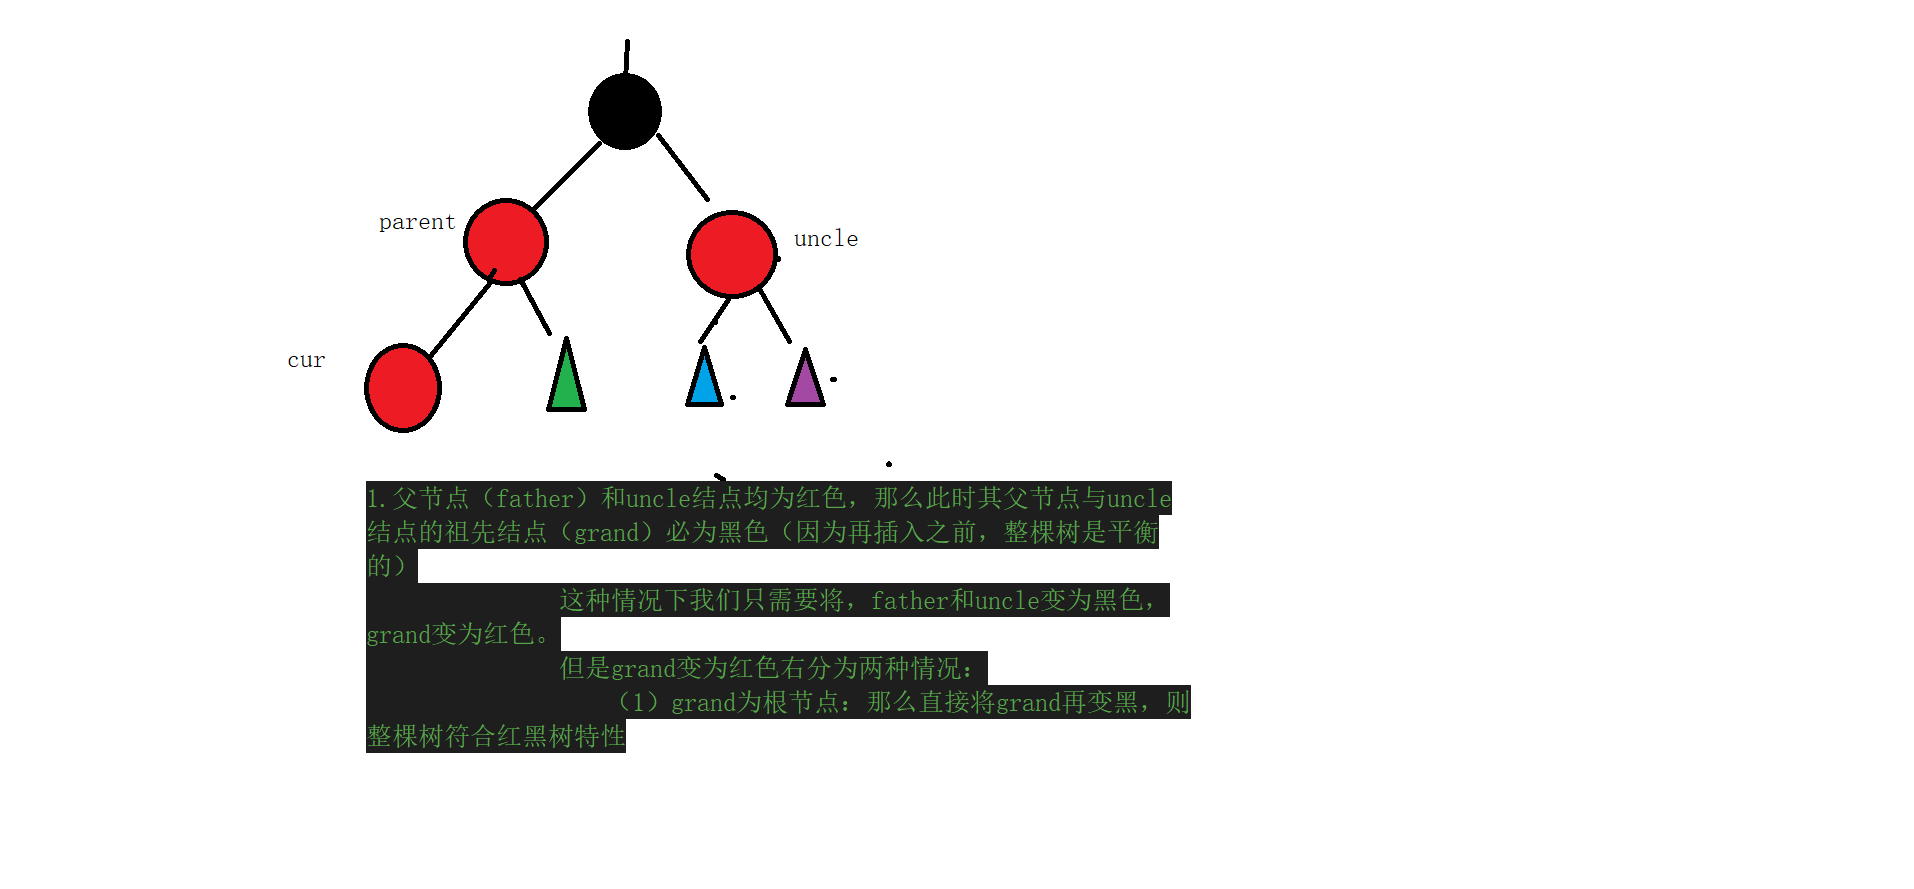 parent
uncle
cur
1.父节点（father）和uncle结点均为红色，那么此时其父节点与uncle
结点的祖先结点（grand）必为黑色（因为再插入之前，整棵树是平衡
的）
这种情况下我们只需要将，father和uncle变为黑色，
grand变为红色。
但是grand变为红色右分为两种情况：
（1）grand为根节点：那么直接将grand再变黑，则
整棵树符合红黑树特性